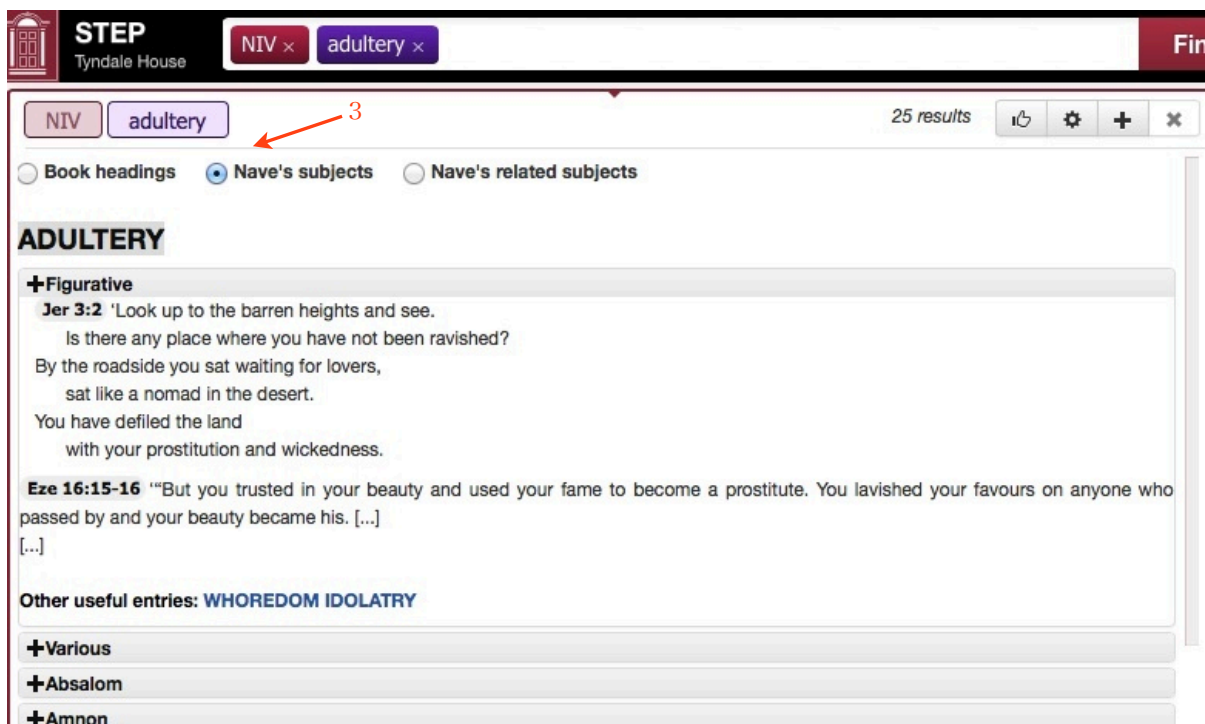 STEP
Tyndale House
NIV × adultery × Fin
NIV adultery 3 25 results
Book headings Nave's subjects Nave's related subjects
ADULTERY
+Figurative
Jer 3:2 ‘Look up to the barren heights and see.
Is there any place where you have not been ravished?
By the roadside you sat waiting for lovers,
sat like a nomad in the desert.
You have defiled the land
with your prostitution and wickedness.
Eze 16:15-16 ‘“But you trusted in your beauty and used your fame to become a prostitute. You lavished your favours on anyone who
passed by and your beauty became his. [...]
[...]
Other useful entries: WHOREDOM IDOLATRY
+Various
+Absalom
+Amnon